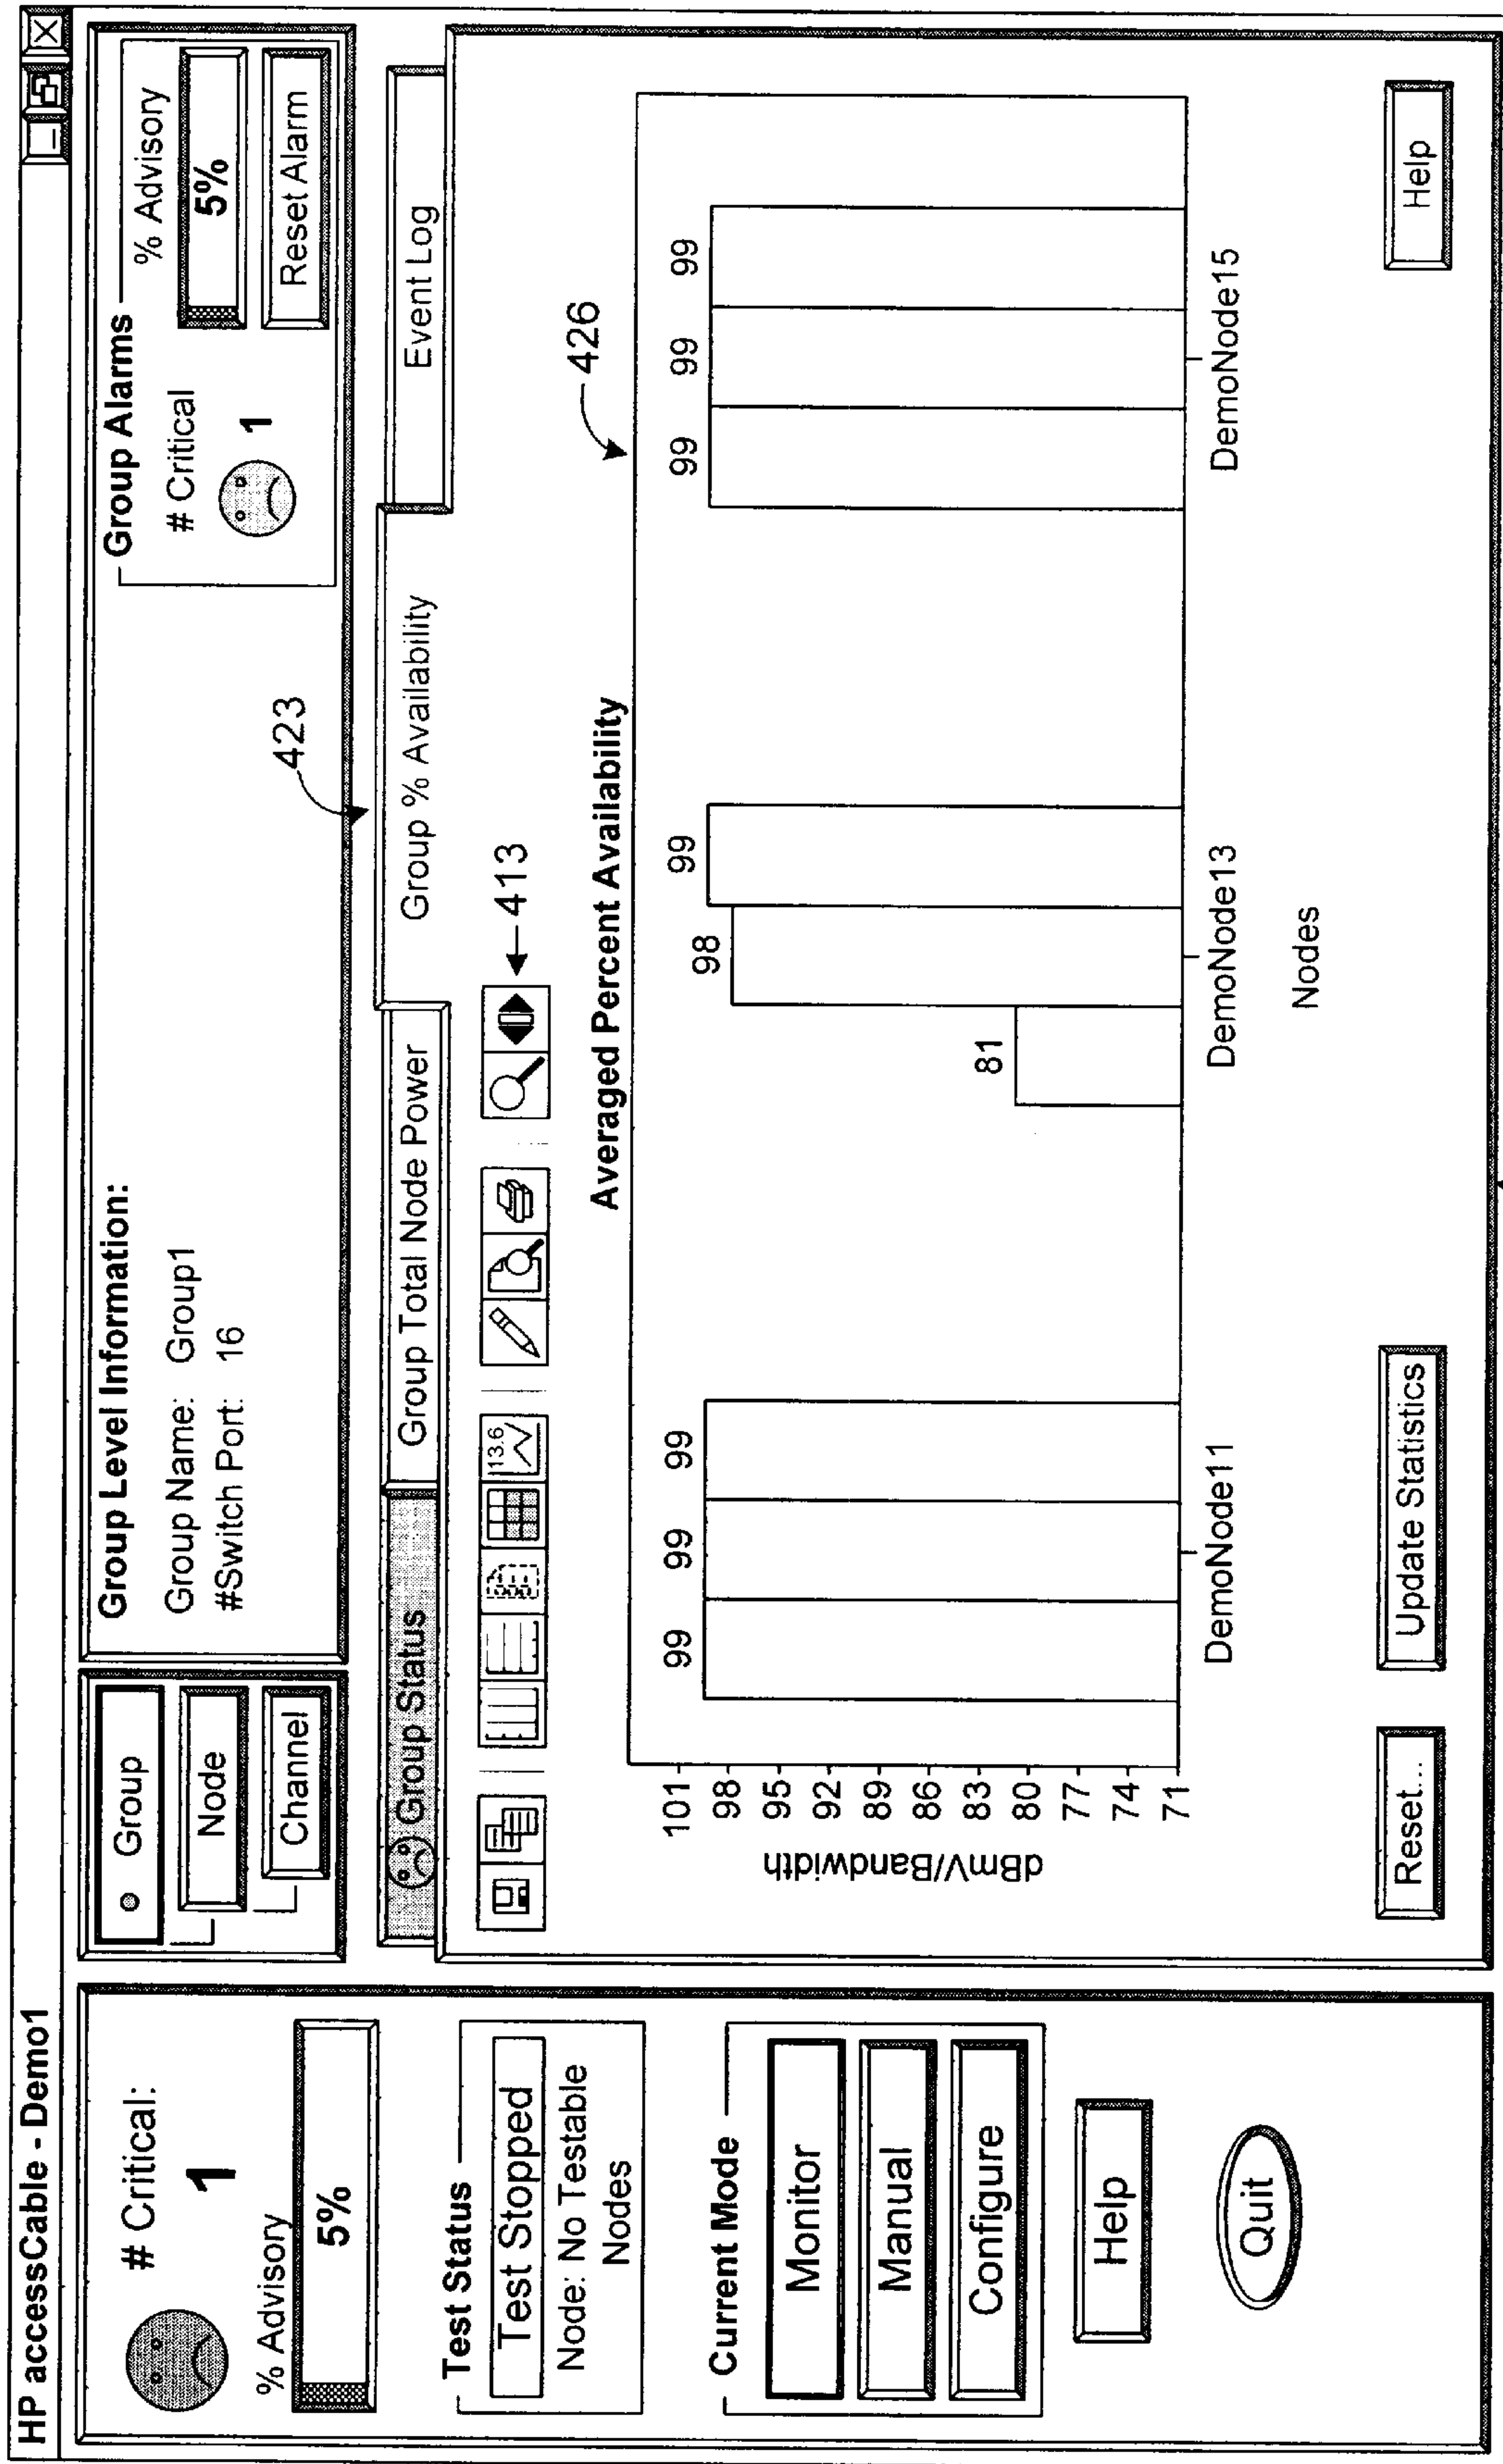 HP accessCable - Demo1
# Critical:
1
% Advisory
5%
Test Status
Test Stopped
Node: No Testable
Nodes
Current Mode
Monitor
Manual
Configure
Help
Quit
Group
Node
Channel
Group Level Information:
Group Name: Group1
#Switch Port: 16
Group Alarms
# Critical
1
% Advisory
5%
Reset Alarm
423
Group Status
Group Total Node Power
Group % Availability
Event Log
13.6
413
426
Averaged Percent Availability
dBmV/Bandwidth
101
98
95
92
89
86
83
80
77
74
71
99 99 99
81 98 99
99 99 99
DemoNode11
DemoNode13
DemoNode15
Nodes
Reset...
Update Statistics
Help